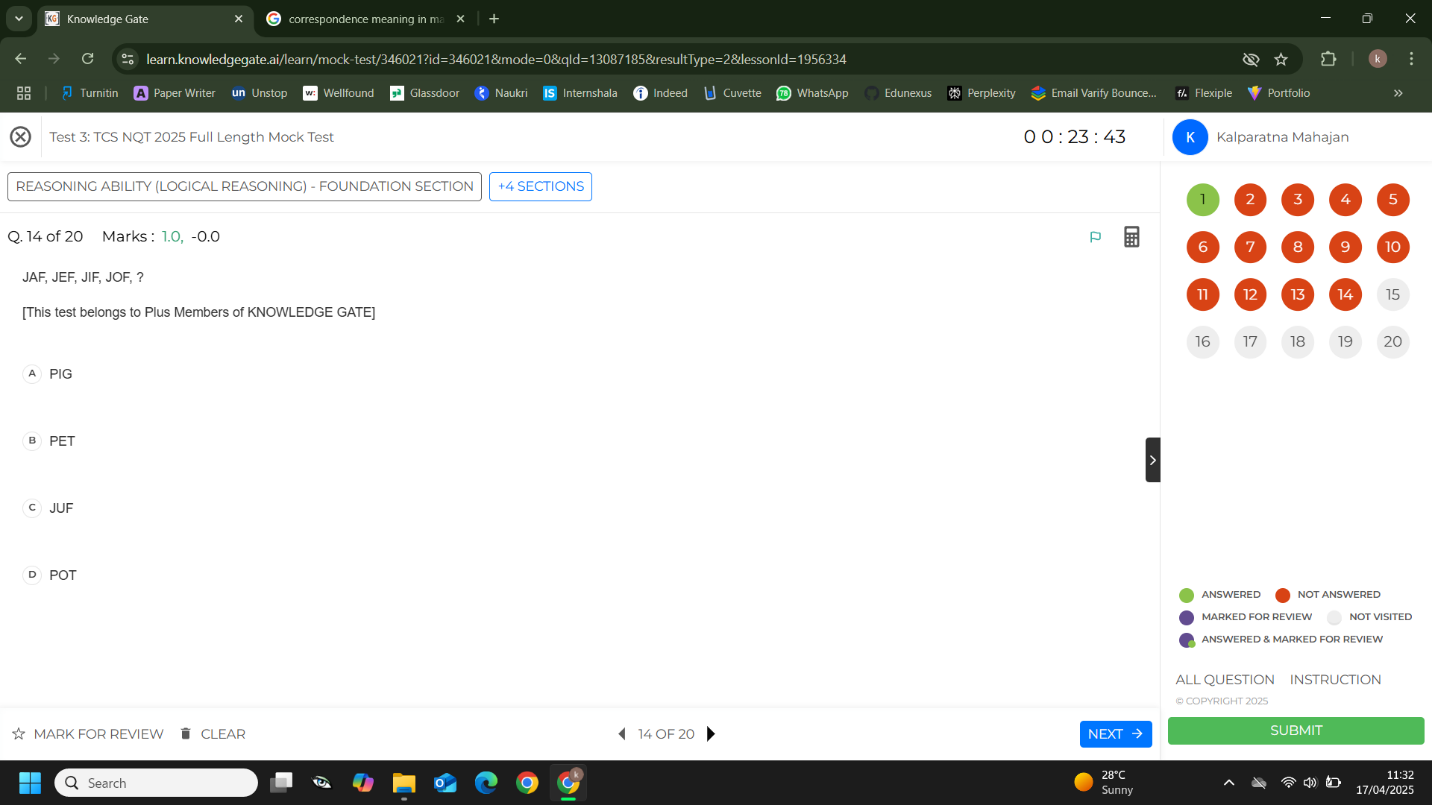 Knowledge Gate
correspondence meaning in ma
learn.knowledgegate.ai/learn/mock-test/346021?id=346021&mode=0&qId=13087185&resultType=2&lessonId=1956334
k
Turnitin
Paper Writer
Unstop
Wellfound
Glassdoor
Naukri
Internshala
Indeed
Cuvette
WhatsApp
Edunexus
Perplexity
Email Varify Bounce...
Flexiple
Portfolio
Test 3: TCS NQT 2025 Full Length Mock Test
0 0 : 23 : 43
K
Kalparatna Mahajan
REASONING ABILITY (LOGICAL REASONING) - FOUNDATION SECTION
+4 SECTIONS
Q. 14 of 20 Marks : 1.0, -0.0
JAF, JEF, JIF, JOF, ?
[This test belongs to Plus Members of KNOWLEDGE GATE]
A PIG
B PET
C JUF
D POT
1 2 3 4 5
6 7 8 9 10
11 12 13 14 15
16 17 18 19 20
ANSWERED NOT ANSWERED
MARKED FOR REVIEW NOT VISITED
ANSWERED & MARKED FOR REVIEW
ALL QUESTION INSTRUCTION
© COPYRIGHT 2025
SUBMIT
MARK FOR REVIEW CLEAR
14 OF 20
NEXT
Search
28°C
Sunny
11:32
17/04/2025